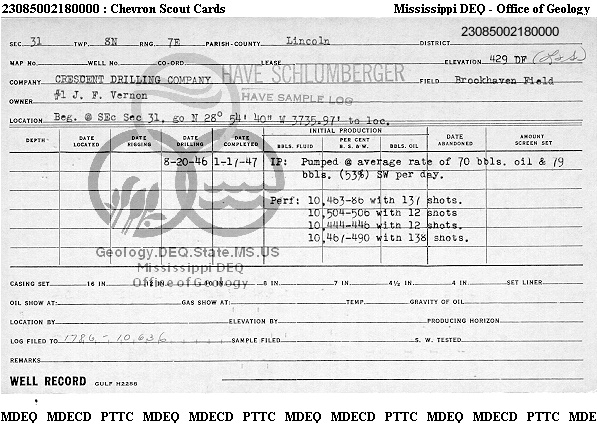 23085002180000 : Chevron Scout Cards Mississippi DEQ - Office of Geology
23085002180000
SEC. 31 TWP. 8N RNG. 7E PARISH-COUNTY Lincoln DISTRICT
MAP NO. WELL NO. CO-ORD. LEASE ELEVATION 429 DF
HAVE SCHLUMBERGER
COMPANY CRESCENT DRILLING COMPANY FIELD Brookhaven Field
OWNER #1 J. F. Vernon
HAVE SAMPLE LOG
LOCATION Beg. @ SEc Sec 31, go N 28° 54' 40" W 3735.97' to loc.
DEPTH DATE LOCATED DATE RIGGING DATE DRILLING DATE COMPLETED INITIAL PRODUCTION BBLS. FLUID PER CENT B. S. & W. BBLS. OIL DATE ABANDONED AMOUNT SCREEN SET
8-20-46 1-1-47 IP: Pumped @ average rate of 70 bbls. oil & 79
bbls. (53%) SW per day.
Perf: 10,463-86 with 137 shots.
10,504-506 with 12 shots
10,444-446 with 12 shots.
10,467-490 with 138 shots.
Geology.DEQ.State.MS.US
Mississippi DEQ
Office of Geology
CASING SET: 16 IN 12 IN 10 IN 8 IN 7 IN 4½ IN 4 IN SET LINER
OIL SHOW AT: GAS SHOW AT: TEMP. GRAVITY OF OIL
LOCATION BY ELEVATION BY PRODUCING HORIZON
LOG FILED TO 1786-10,636 SAMPLE FILED S. W. TESTED
REMARKS
WELL RECORD GULF H2256
MDEQ MDECD PTTC MDEQ MDECD PTTC MDEQ MDECD PTTC MDEQ MDECD PTTC MDE